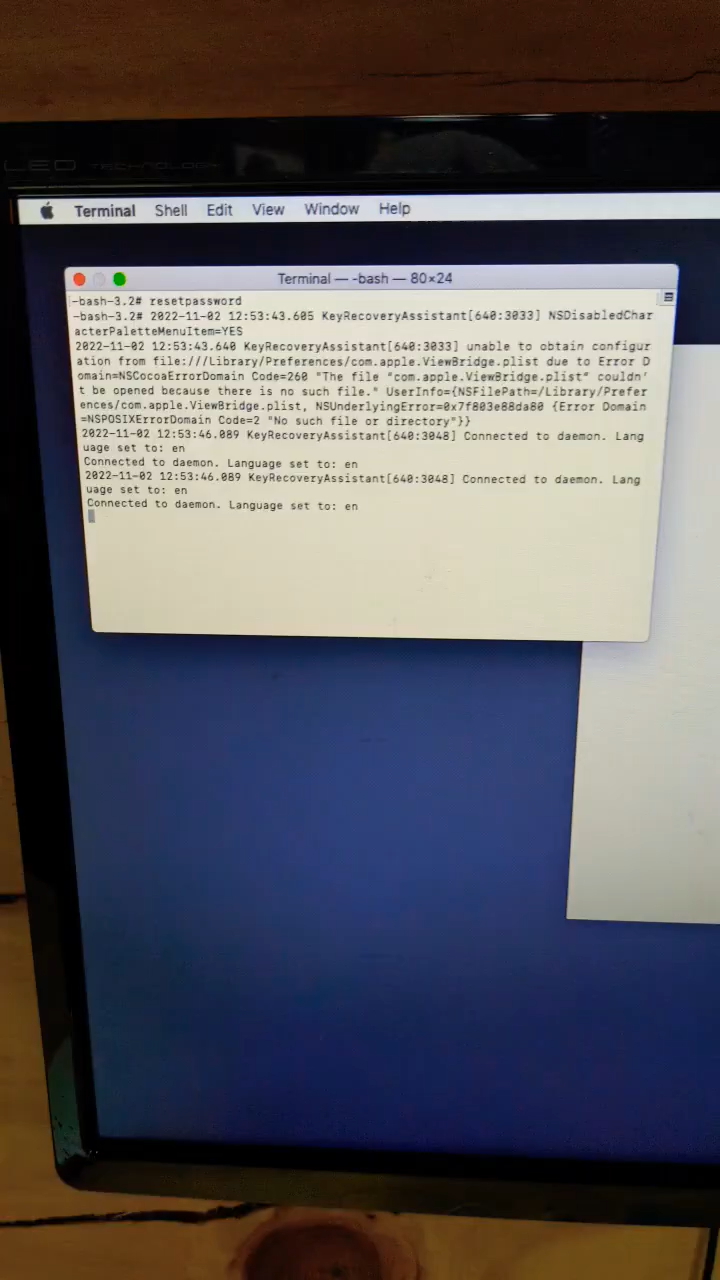 LED TECHNOLOGY
Terminal Shell Edit View Window Help
Terminal — -bash — 80×24
-bash-3.2# resetpassword
-bash-3.2# 2022-11-02 12:53:43.605 KeyRecoveryAssistant[640:3033] NSDisabledChar
acterPaletteMenuItem=YES
2022-11-02 12:53:43.640 KeyRecoveryAssistant[640:3033] unable to obtain configur
ation from file:///Library/Preferences/com.apple.ViewBridge.plist due to Error D
omain=NSCocoaErrorDomain Code=260 "The file “com.apple.ViewBridge.plist” couldn’
t be opened because there is no such file." UserInfo={NSFilePath=/Library/Prefer
ences/com.apple.ViewBridge.plist, NSUnderlyingError=0x7f803e88da80 {Error Domain
=NSPOSIXErrorDomain Code=2 "No such file or directory"}}
2022-11-02 12:53:46.089 KeyRecoveryAssistant[640:3048] Connected to daemon. Lang
uage set to: en
Connected to daemon. Language set to: en
2022-11-02 12:53:46.089 KeyRecoveryAssistant[640:3048] Connected to daemon. Lang
uage set to: en
Connected to daemon. Language set to: en